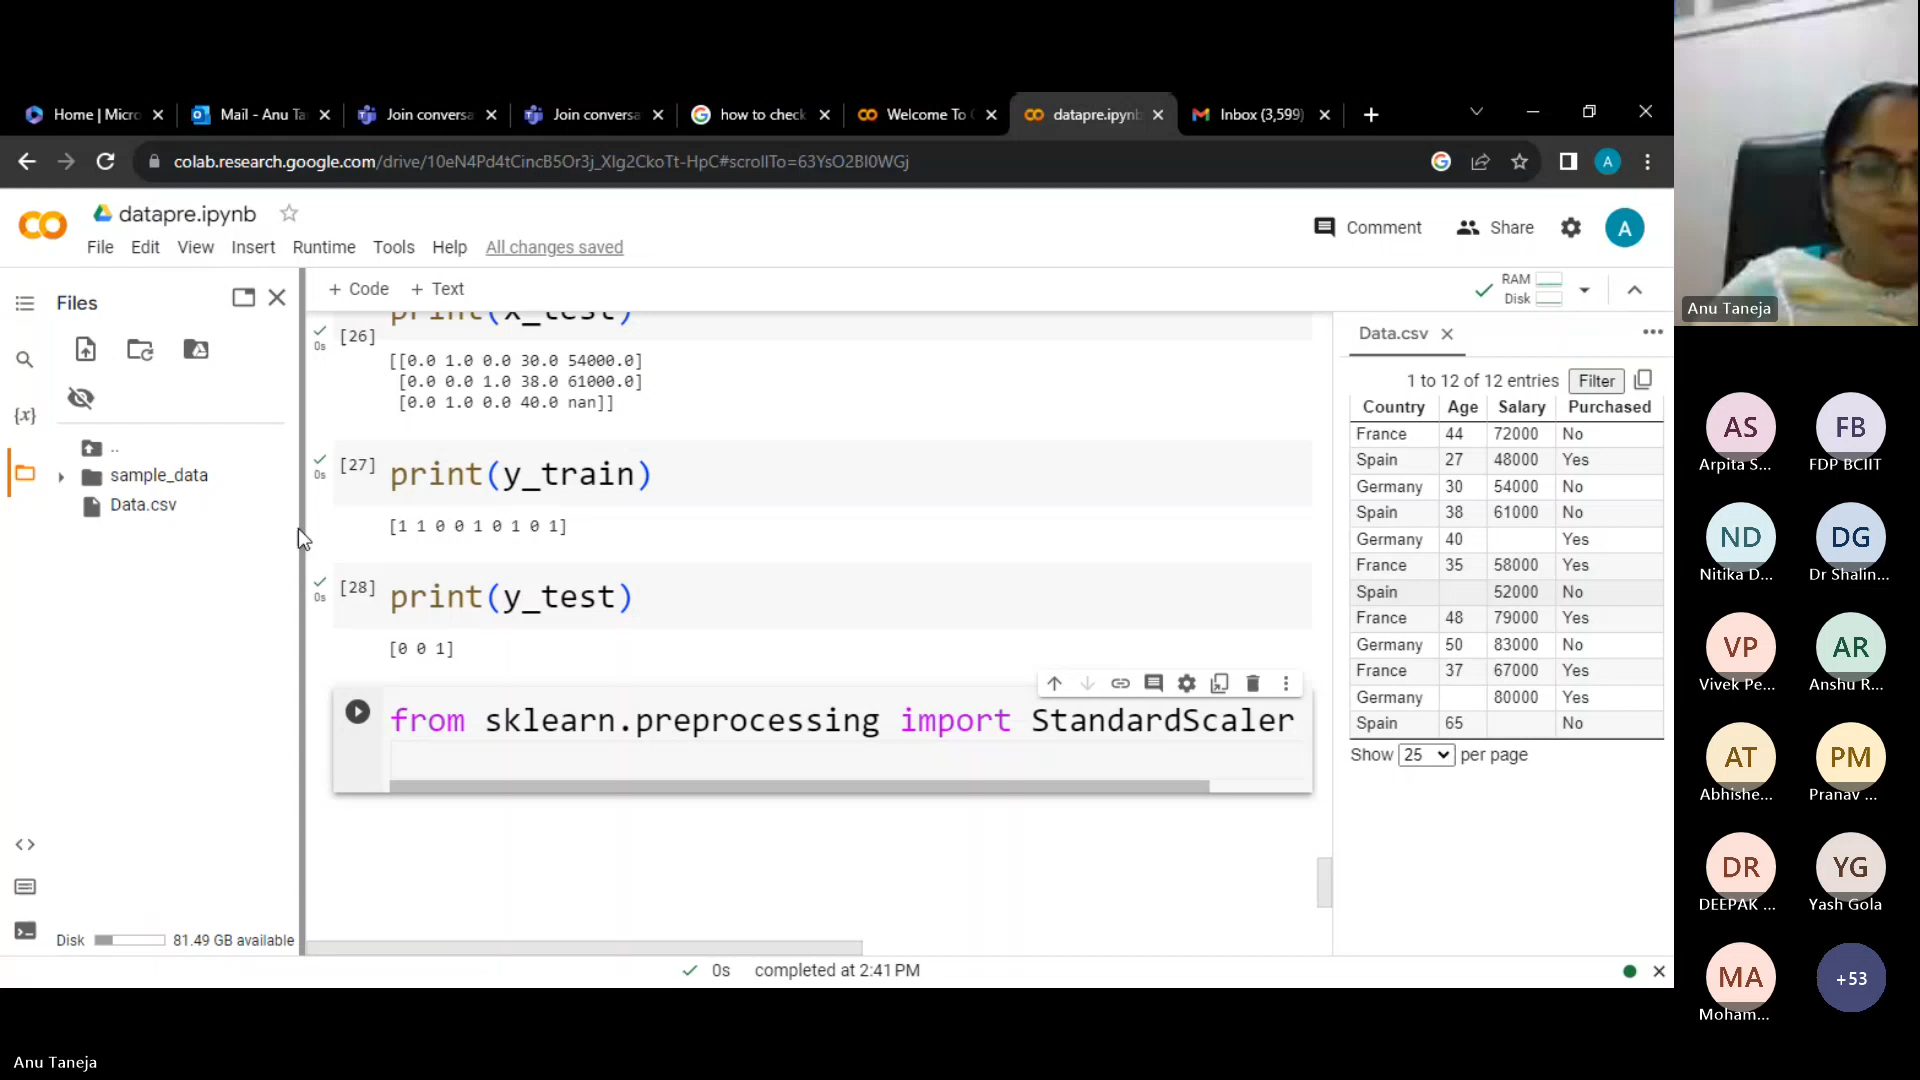 Home | Micro
Mail - Anu Ta
Join conversa
Join conversa
how to check
Welcome To C
datapre.ipynb
Inbox (3,599)
colab.research.google.com/drive/10eN4Pd4tCincB5Or3j_XIg2CkoTt-HpC#scrollTo=63YsO2BI0WGj
A
datapre.ipynb
File Edit View Insert Runtime Tools Help All changes saved
Comment
Share
A
Files
+ Code + Text
RAM
Disk
{x}
..
sample_data
Data.csv
Disk 81.49 GB available
print(x_test)
0s
[26]
[[0.0 1.0 0.0 30.0 54000.0]
[0.0 0.0 1.0 38.0 61000.0]
[0.0 1.0 0.0 40.0 nan]]
0s
[27] print(y_train)
[1 1 0 0 1 0 1 0 1]
0s
[28] print(y_test)
[0 0 1]
from sklearn.preprocessing import StandardScaler
Data.csv
1 to 12 of 12 entries Filter
Country Age Salary Purchased
France 44 72000 No
Spain 27 48000 Yes
Germany 30 54000 No
Spain 38 61000 No
Germany 40 Yes
France 35 58000 Yes
Spain 52000 No
France 48 79000 Yes
Germany 50 83000 No
France 37 67000 Yes
Germany 80000 Yes
Spain 65 No
Show 25 per page
0s completed at 2:41 PM
Anu Taneja
AS
Arpita S...
FB
FDP BCIIT
ND
Nitika D...
DG
Dr Shalin...
VP
Vivek Pe...
AR
Anshu R...
AT
Abhishe...
PM
Pranav ...
DR
DEEPAK ...
YG
Yash Gola
MA
Moham...
+53
Anu Taneja